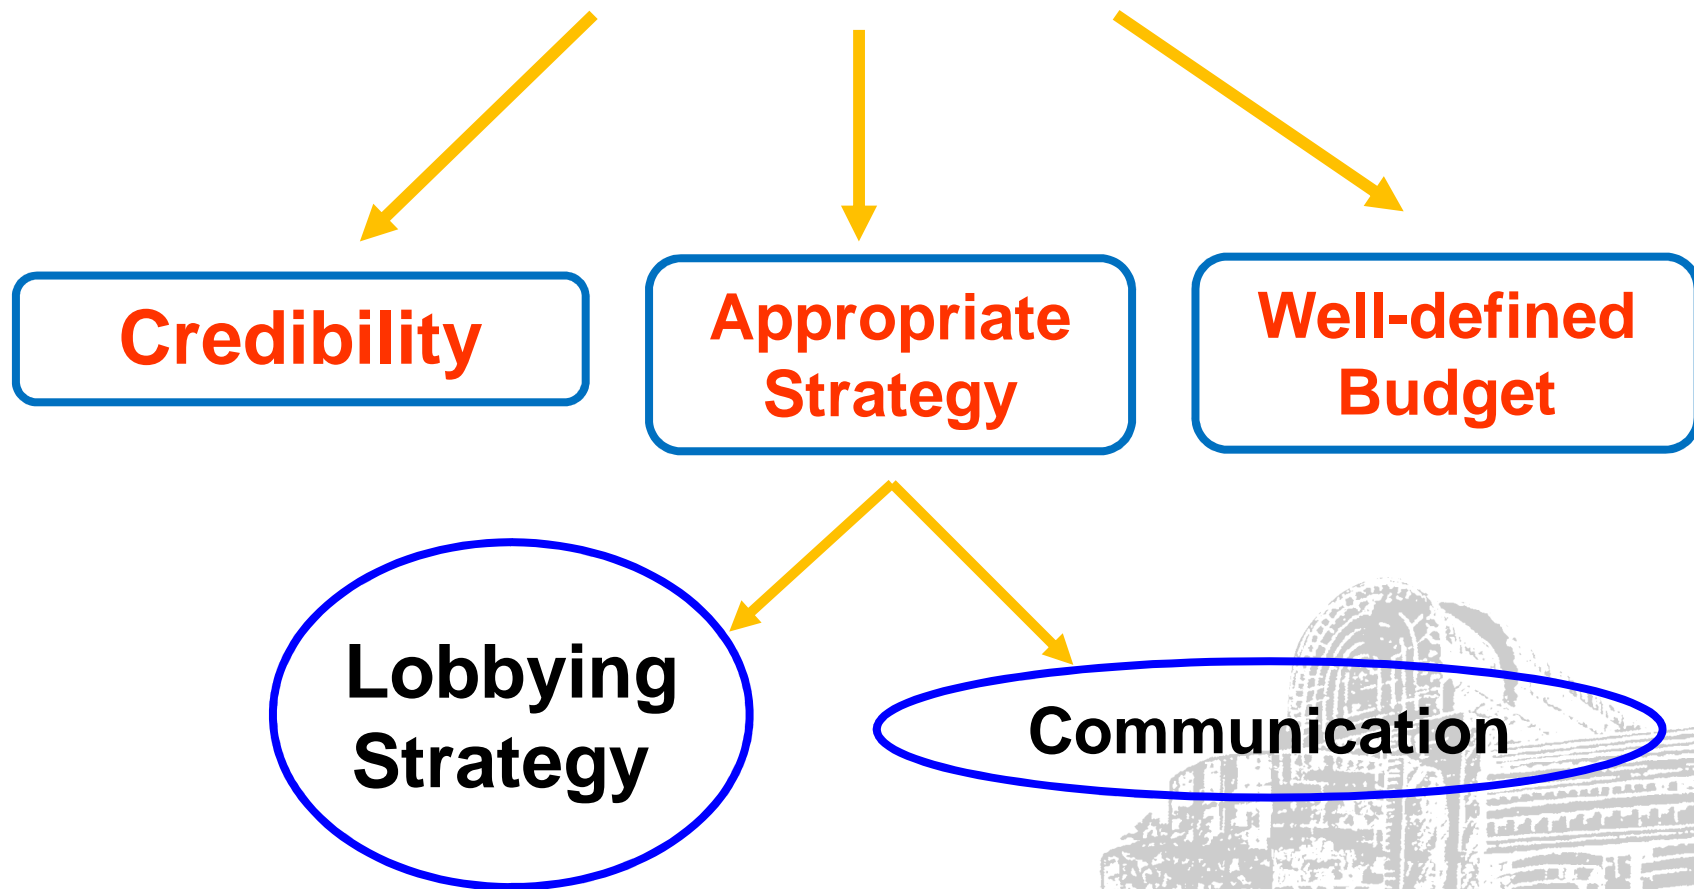 Credibility
Appropriate
Strategy
Well-defined
Budget
Lobbying
Strategy
Communication